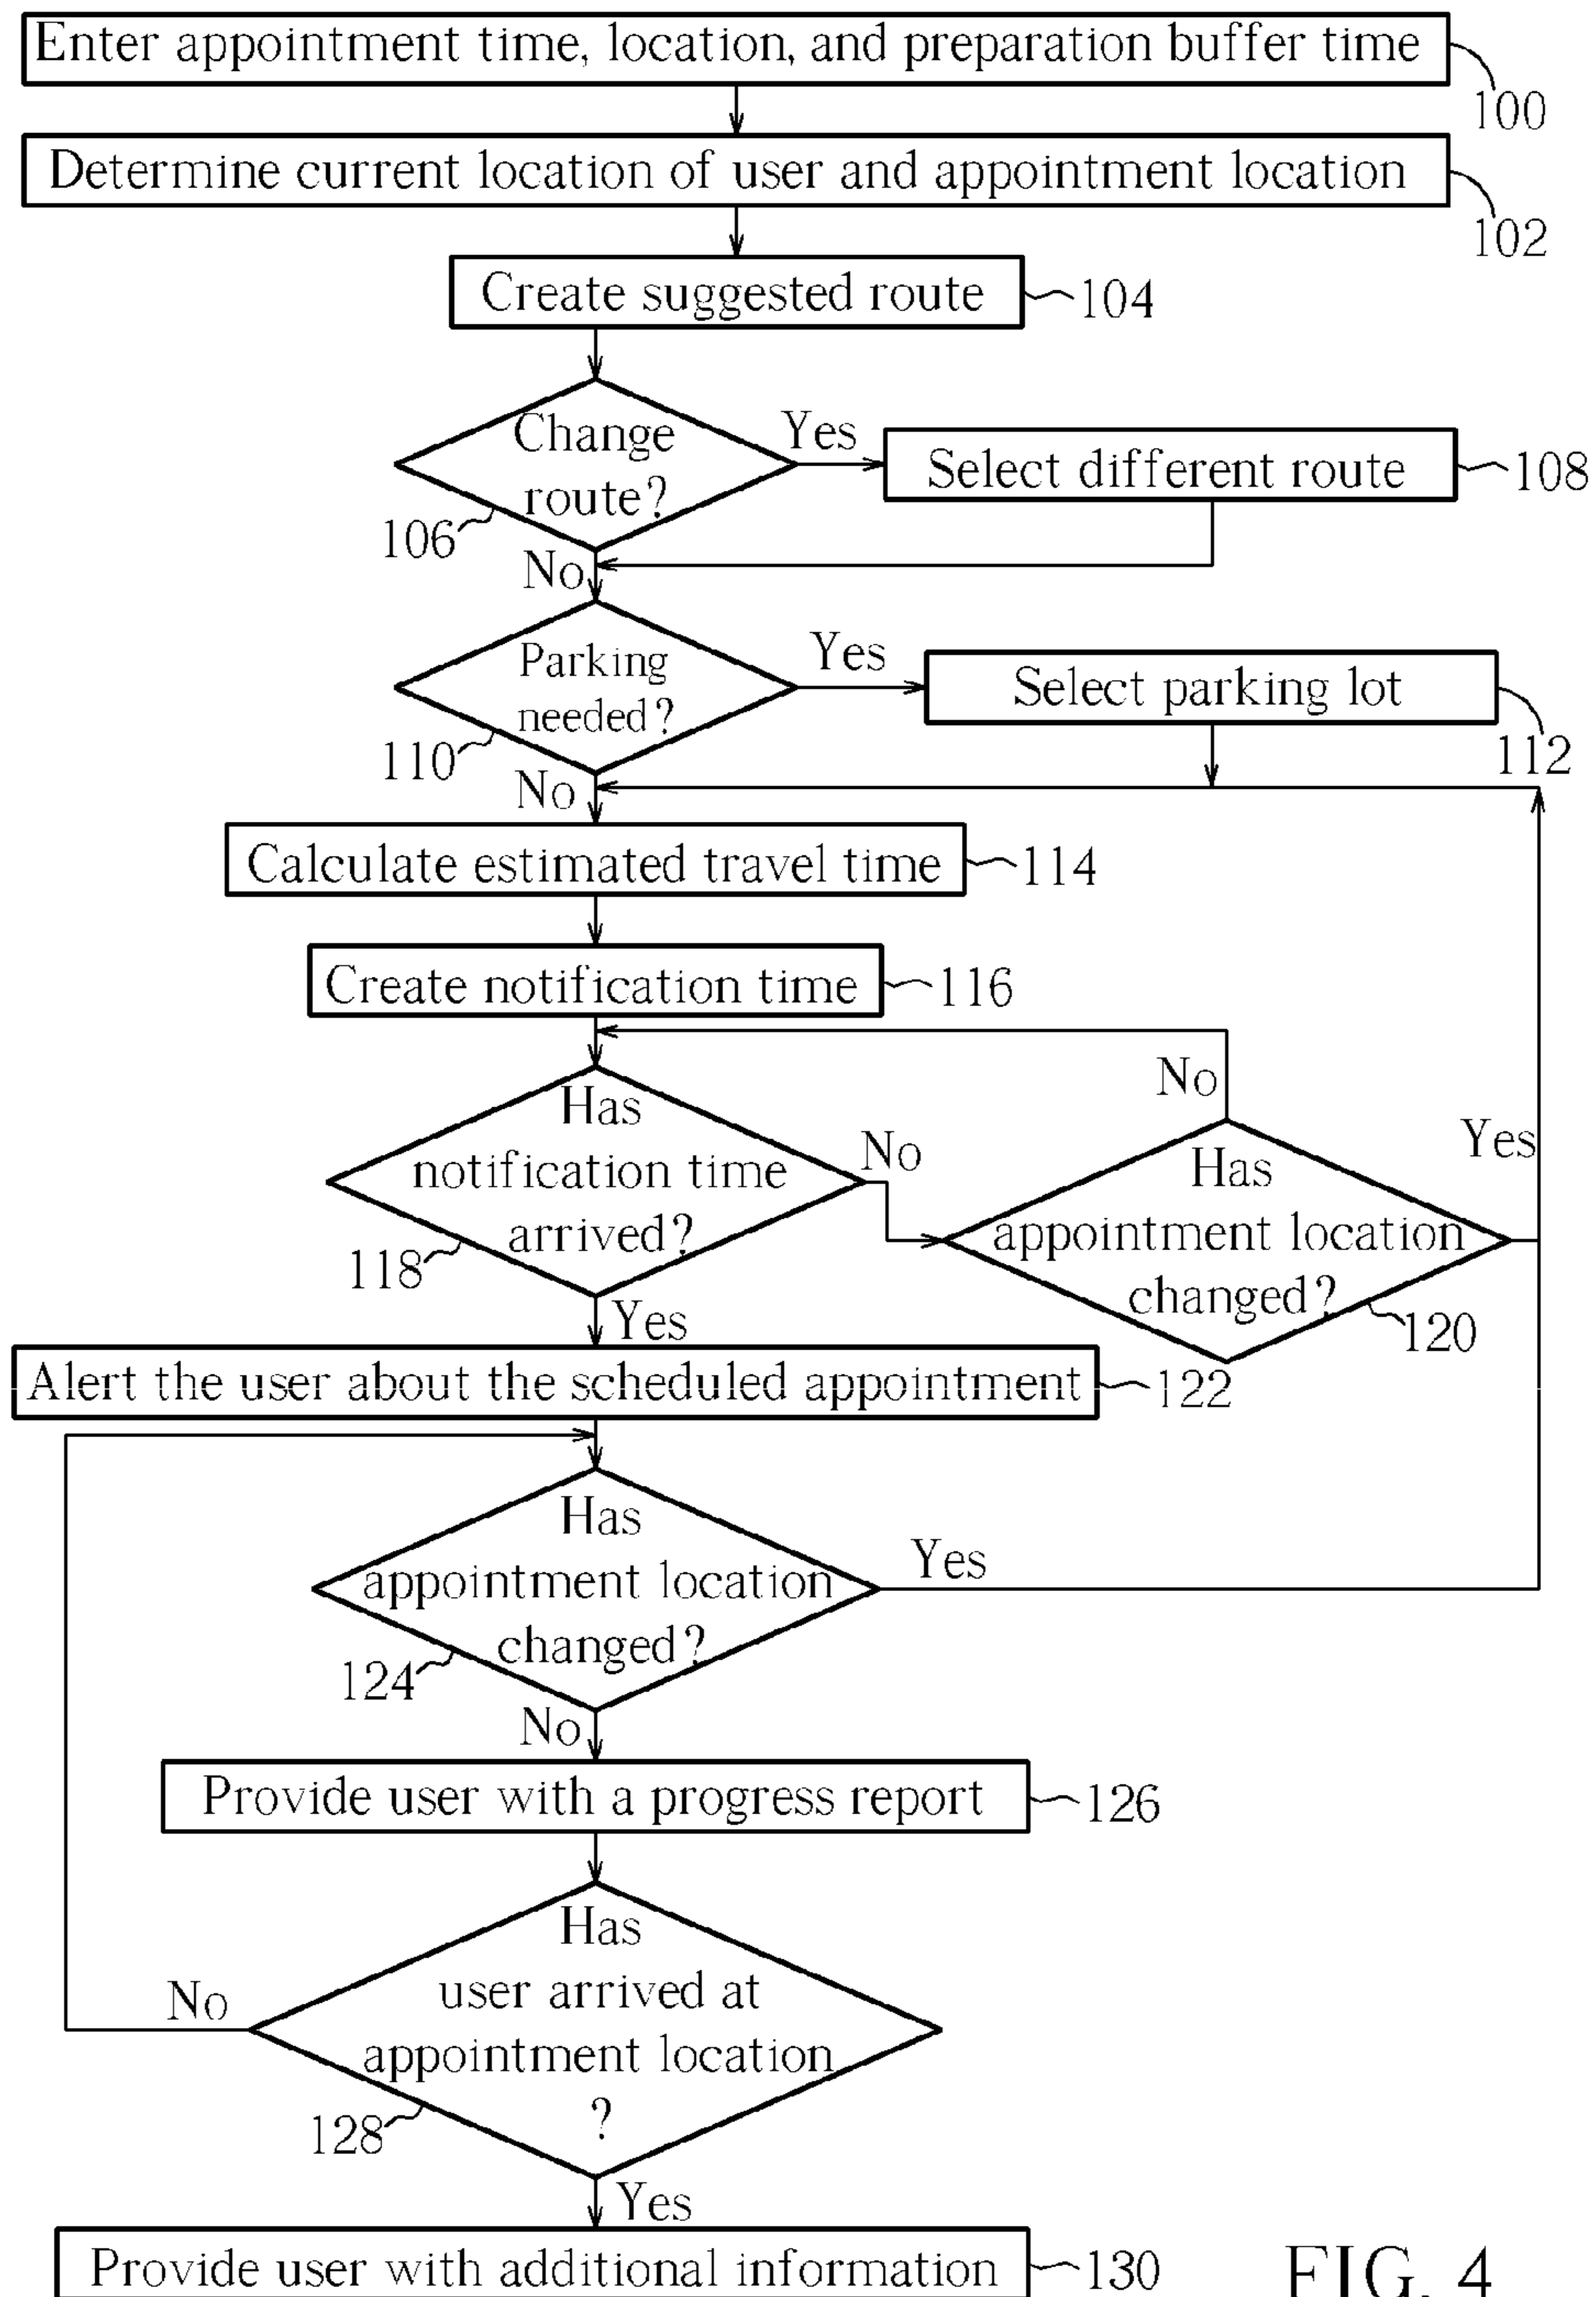 Enter appointment time, location, and preparation buffer time
100
Determine current location of user and appointment location
102
Create suggested route
104
Change
route?
106
Yes
Select different route
108
No
Parking
needed?
110
Yes
Select parking lot
112
No
Calculate estimated travel time
114
Create notification time
116
Has
notification time
arrived?
118
No
No
Has
appointment location
changed?
120
Yes
Yes
Alert the user about the scheduled appointment
122
Has
appointment location
changed?
124
Yes
No
Provide user with a progress report
126
Has
user arrived at
appointment location
?
128
No
Yes
Provide user with additional information
130
FIG. 4